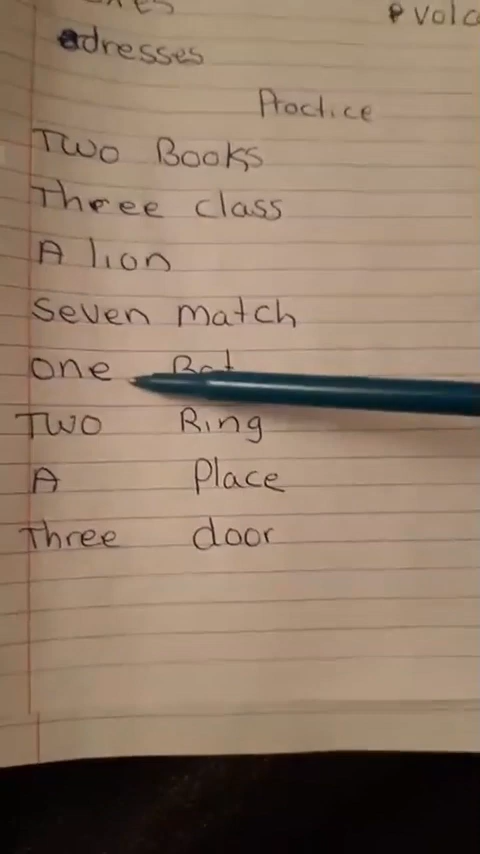 adresses
Practice
Two Books
Three class
A lion
seven match
one
Two Ring
A Place
Three door